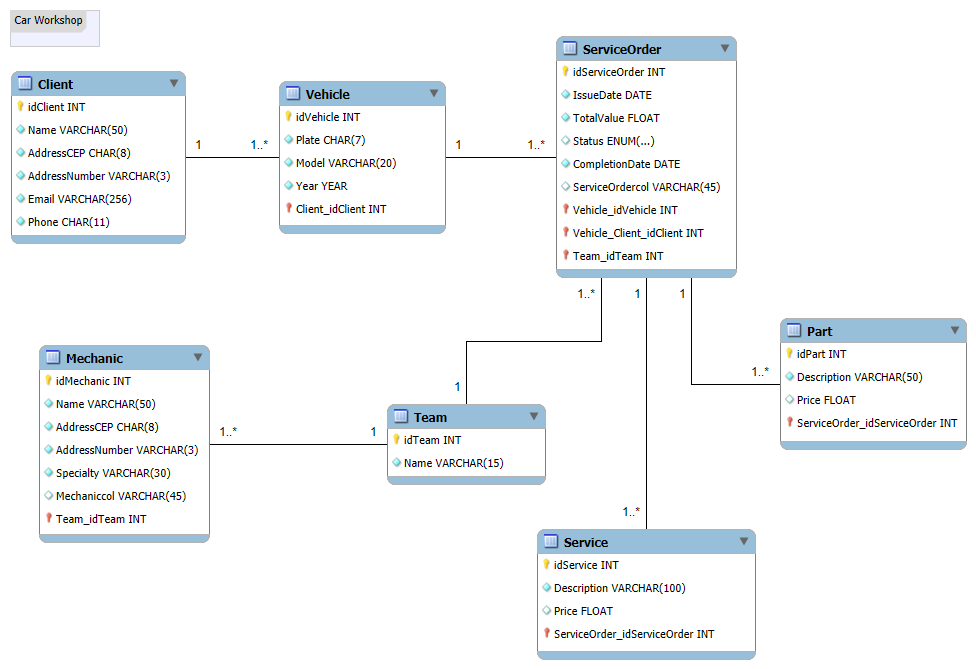 Car Workshop
Client
idClient INT
Name VARCHAR(50)
AddressCEP CHAR(8)
AddressNumber VARCHAR(3)
Email VARCHAR(256)
Phone CHAR(11)
1
1..*
Vehicle
idVehicle INT
Plate CHAR(7)
Model VARCHAR(20)
Year YEAR
Client_idClient INT
1
1..*
ServiceOrder
idServiceOrder INT
IssueDate DATE
TotalValue FLOAT
Status ENUM(...)
CompletionDate DATE
ServiceOrdercol VARCHAR(45)
Vehicle_idVehicle INT
Vehicle_Client_idClient INT
Team_idTeam INT
1..*
1
1
1
1..*
1..*
Part
idPart INT
Description VARCHAR(50)
Price FLOAT
ServiceOrder_idServiceOrder INT
Mechanic
idMechanic INT
Name VARCHAR(50)
AddressCEP CHAR(8)
AddressNumber VARCHAR(3)
Specialty VARCHAR(30)
Mechaniccol VARCHAR(45)
Team_idTeam INT
1..*
1
Team
idTeam INT
Name VARCHAR(15)
Service
idService INT
Description VARCHAR(100)
Price FLOAT
ServiceOrder_idServiceOrder INT